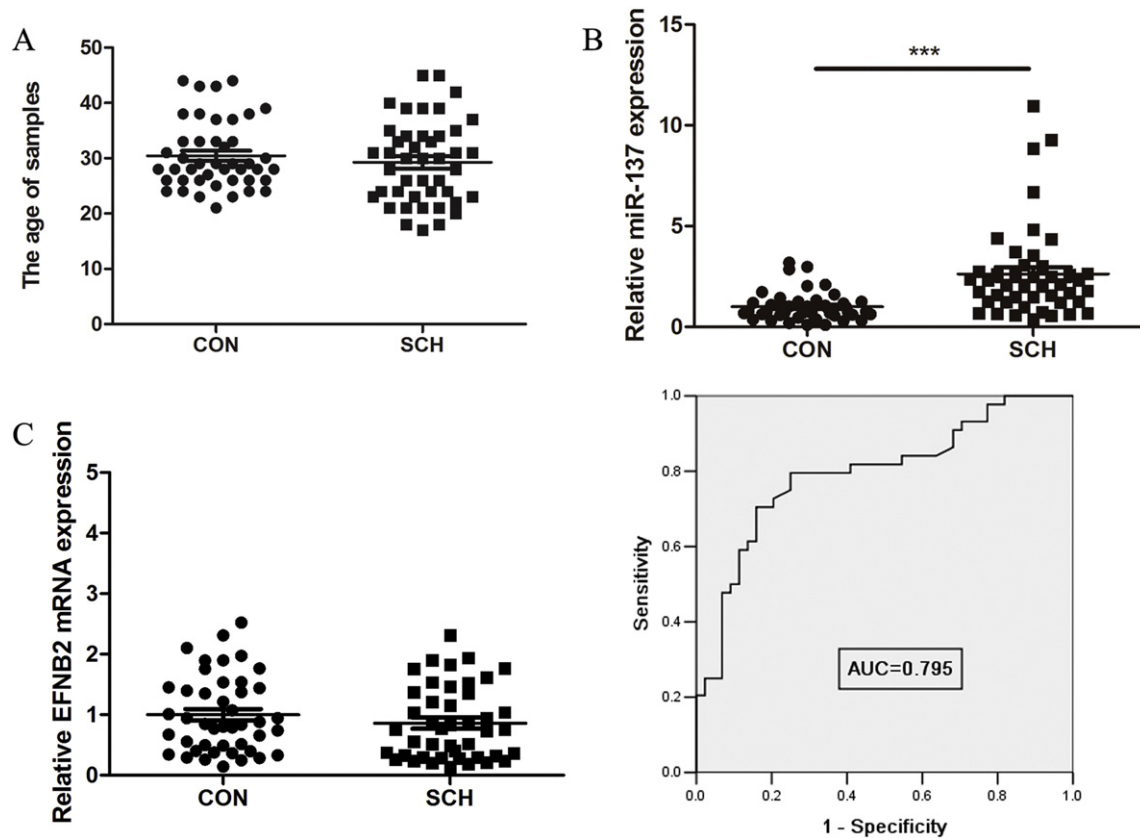 A
The age of samples
50
40
30
20
10
0
CON
SCH
B
Relative miR-137 expression
15
10
5
0
***
CON
SCH
C
Relative EFNB2 mRNA expression
5
4
3
2
1
0
CON
SCH
Sensitivity
1.0
0.8
0.6
0.4
0.2
0.0
AUC=0.795
0.0
0.2
0.4
0.6
0.8
1.0
1 - Specificity